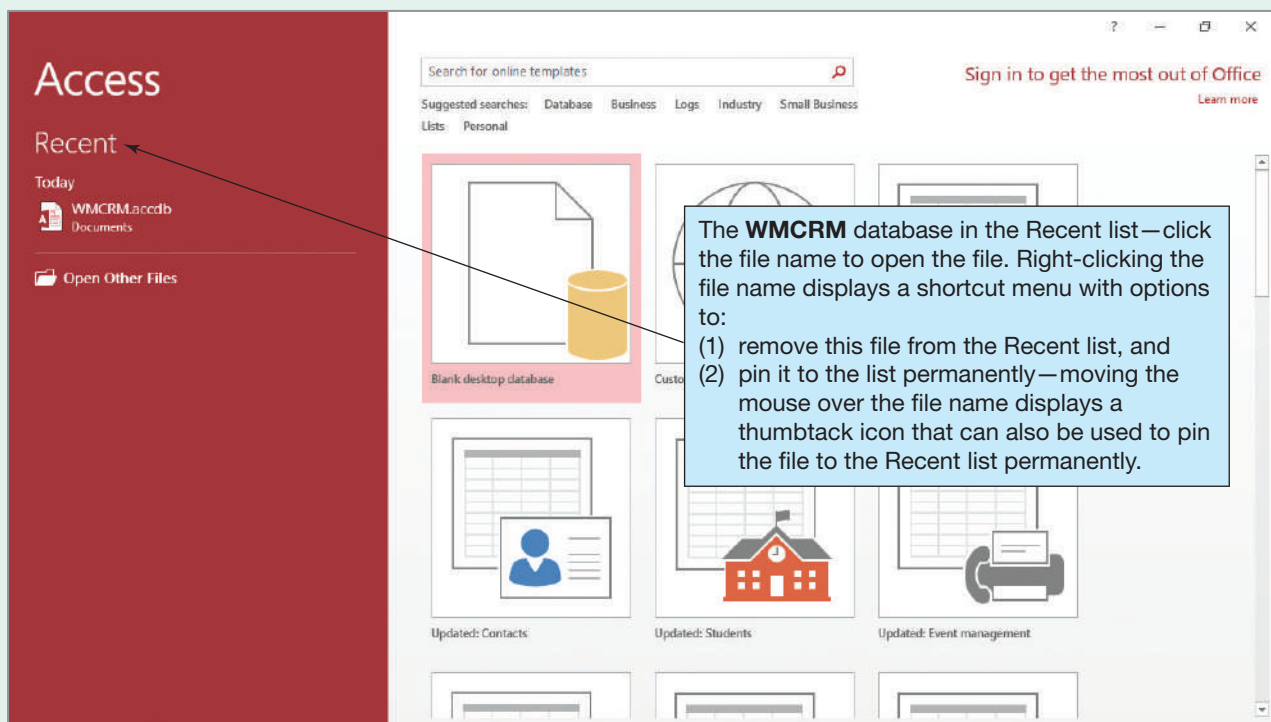 ?
Access
Recent
Today
WMCRM.accdb
Documents
Open Other Files
Search for online templates
Suggested searches: Database Business Logs Industry Small Business
Lists Personal
Sign in to get the most out of Office
Learn more
Blank desktop database
The WMCRM database in the Recent list—click
the file name to open the file. Right-clicking the
file name displays a shortcut menu with options
to:
(1) remove this file from the Recent list, and
(2) pin it to the list permanently—moving the
mouse over the file name displays a
thumbtack icon that can also be used to pin
the file to the Recent list permanently.
Updated: Contacts
Updated: Students
Updated: Event management